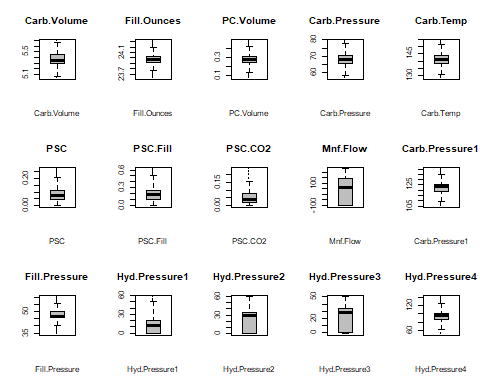 Carb.Volume Fill.Ounces PC.Volume Carb.Pressure Carb.Temp
5.1 5.5 23.7 24.1 0.1 0.3 60 70 80 130 145
Carb.Volume Fill.Ounces PC.Volume Carb.Pressure Carb.Temp
PSC PSC.Fill PSC.CO2 Mnf.Flow Carb.Pressure1
0.00 0.10 0.20 0.0 0.3 0.6 0.00 0.15 -100 100 105 125
PSC PSC.Fill PSC.CO2 Mnf.Flow Carb.Pressure1
Fill.Pressure Hyd.Pressure1 Hyd.Pressure2 Hyd.Pressure3 Hyd.Pressure4
35 50 0 30 60 0 30 60 0 20 50 60 120
Fill.Pressure Hyd.Pressure1 Hyd.Pressure2 Hyd.Pressure3 Hyd.Pressure4